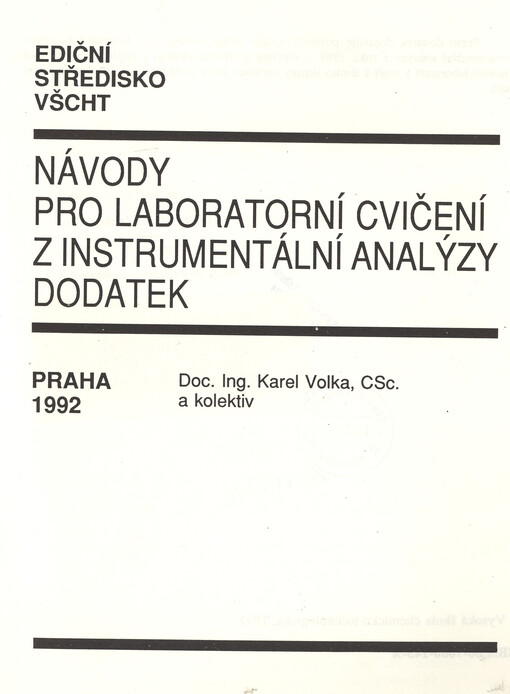 EDIČNÍ
STŘEDISKO
VŠCHT
NÁVODY
PRO LABORATORNÍ CVIČENÍ
Z INSTRUMENTÁLNÍ ANALÝZY
DODATEK
PRAHA
1992
Doc. Ing. Karel Volka, CSc.
a kolektiv